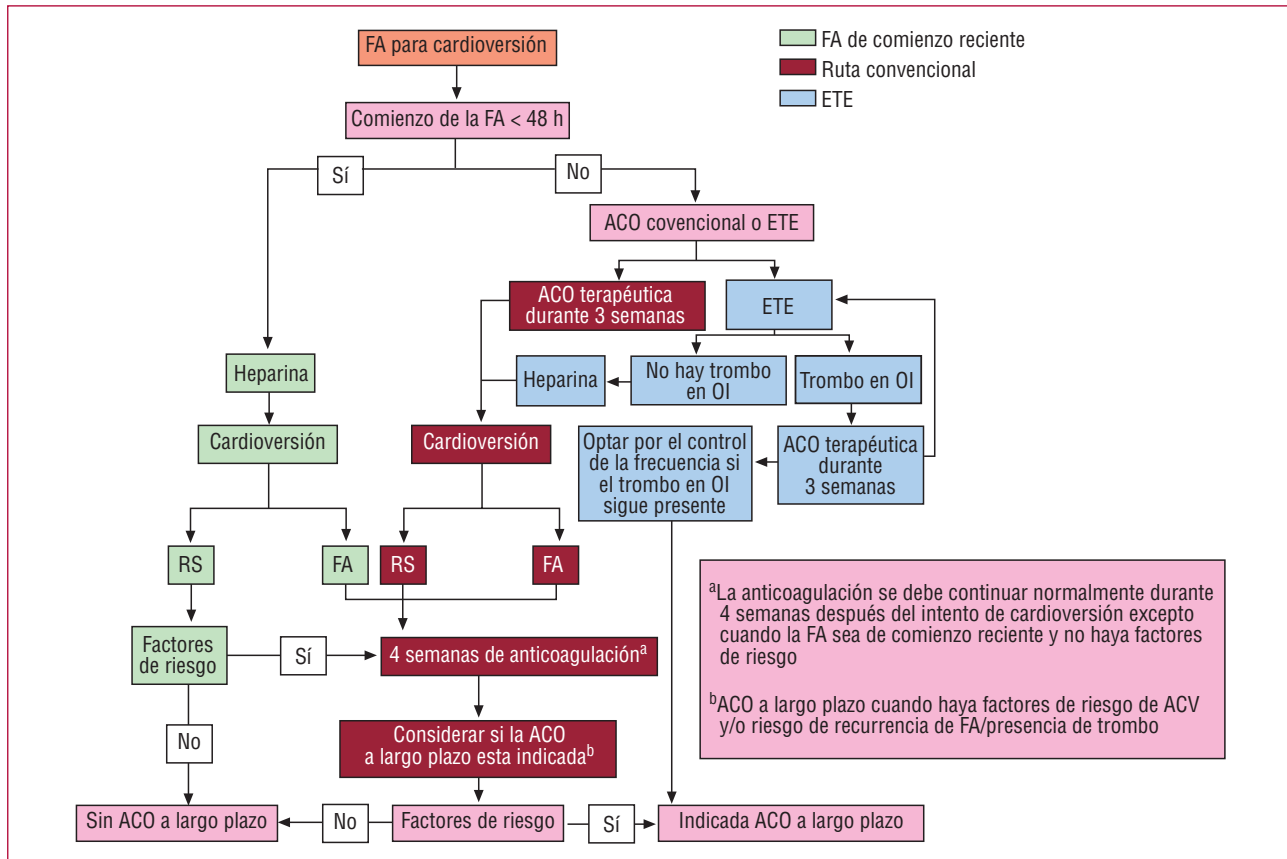 FA para cardioversión
FA de comienzo reciente
Ruta convencional
ETE
Comienzo de la FA < 48 h
Sí
No
ACO covencional o ETE
ACO terapéutica
durante 3 semanas
ETE
Heparina
Heparina
No hay trombo
en OI
Trombo en OI
Cardioversión
Cardioversión
Optar por el control
de la frecuencia si
el trombo en OI
sigue presente
ACO terapéutica
durante
3 semanas
RS
FA
RS
FA
Factores
de riesgo
Sí
4 semanas de anticoagulaciónª
ªLa anticoagulación se debe continuar normalmente durante
4 semanas después del intento de cardioversión excepto
cuando la FA sea de comienzo reciente y no haya factores
de riesgo
ᵇACO a largo plazo cuando haya factores de riesgo de ACV
y/o riesgo de recurrencia de FA/presencia de trombo
No
Considerar si la ACO
a largo plazo esta indicadaᵇ
Sin ACO a largo plazo
No
Factores de riesgo
Sí
Indicada ACO a largo plazo